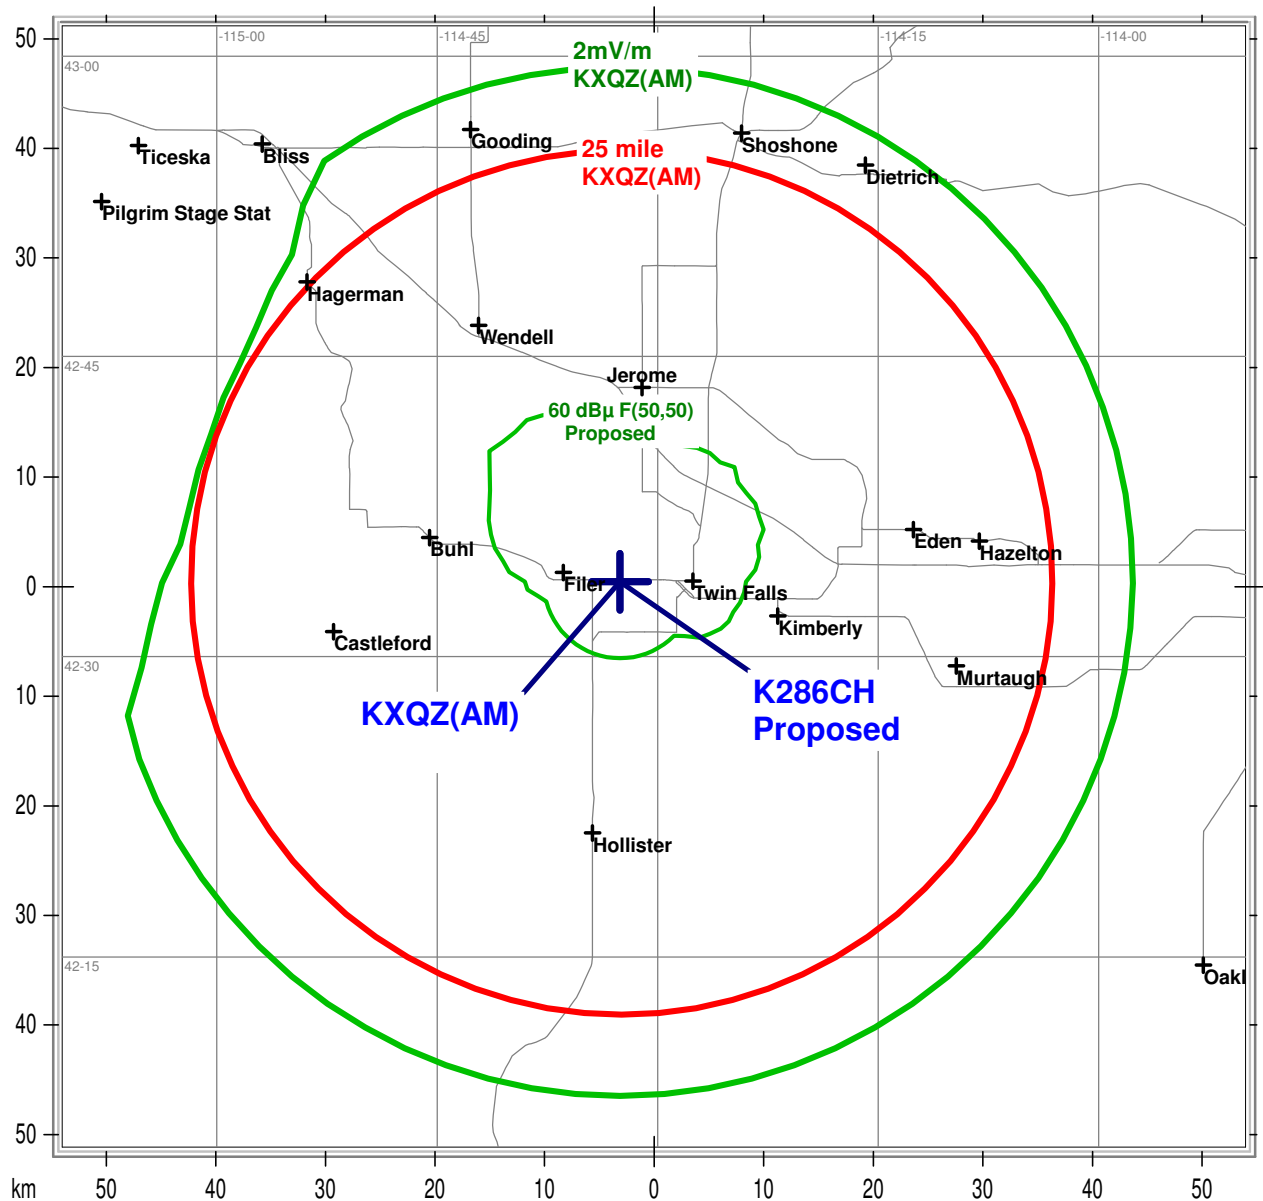 50
-115-00
-114-45
-114-15
-114-00
2mV/m
KXQZ(AM)
43-00
40
Ticeska
Bliss
Gooding
25 mile
KXQZ(AM)
Shoshone
Dietrich
Pilgrim Stage Stat
30
Hagerman
Wendell
20
42-45
Jerome
60 dBµ F(50,50)
Proposed
10
Buhl
Eden
Hazelton
0
Filer
Twin Falls
Kimberly
Castleford
42-30
Murtaugh
10
KXQZ(AM)
K286CH
Proposed
20
Hollister
30
42-15
Oakl
40
50
km
50
40
30
20
10
0
10
20
30
40
50